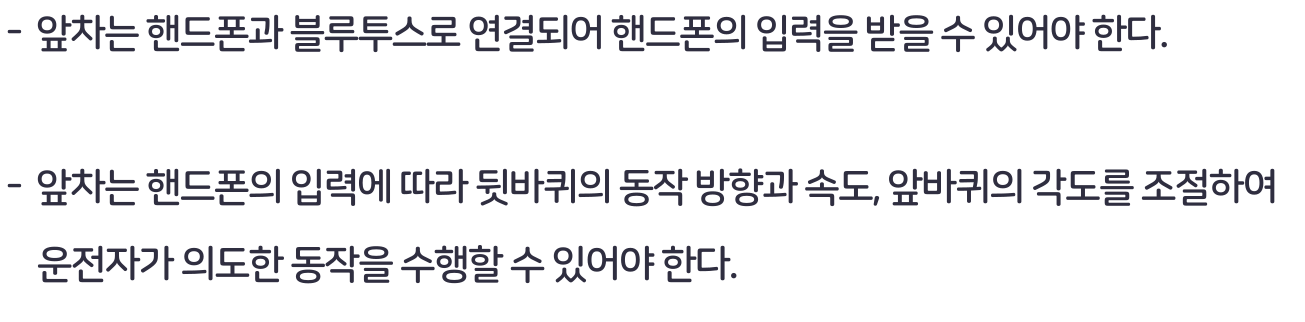 - 앞차는 핸드폰과 블루투스로 연결되어 핸드폰의 입력을 받을 수 있어야 한다.
- 앞차는 핸드폰의 입력에 따라 뒷바퀴의 동작 방향과 속도, 앞바퀴의 각도를 조절하여
운전자가 의도한 동작을 수행할 수 있어야 한다.